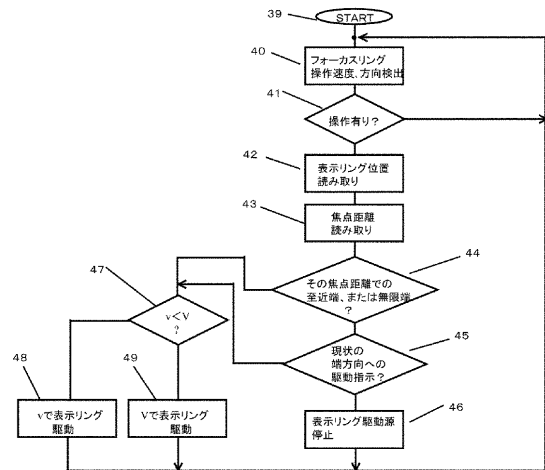 39
START
40
フォーカスリング
操作速度、方向検出
41
操作有り？
42
表示リング位置
読み取り
43
焦点距離
読み取り
44
その焦点距離での
至近端、または無限端
？
47
v＜V
？
45
現状の
端方向への
駆動指示？
48
vで表示リング
駆動
49
Vで表示リング
駆動
46
表示リング駆動源
停止